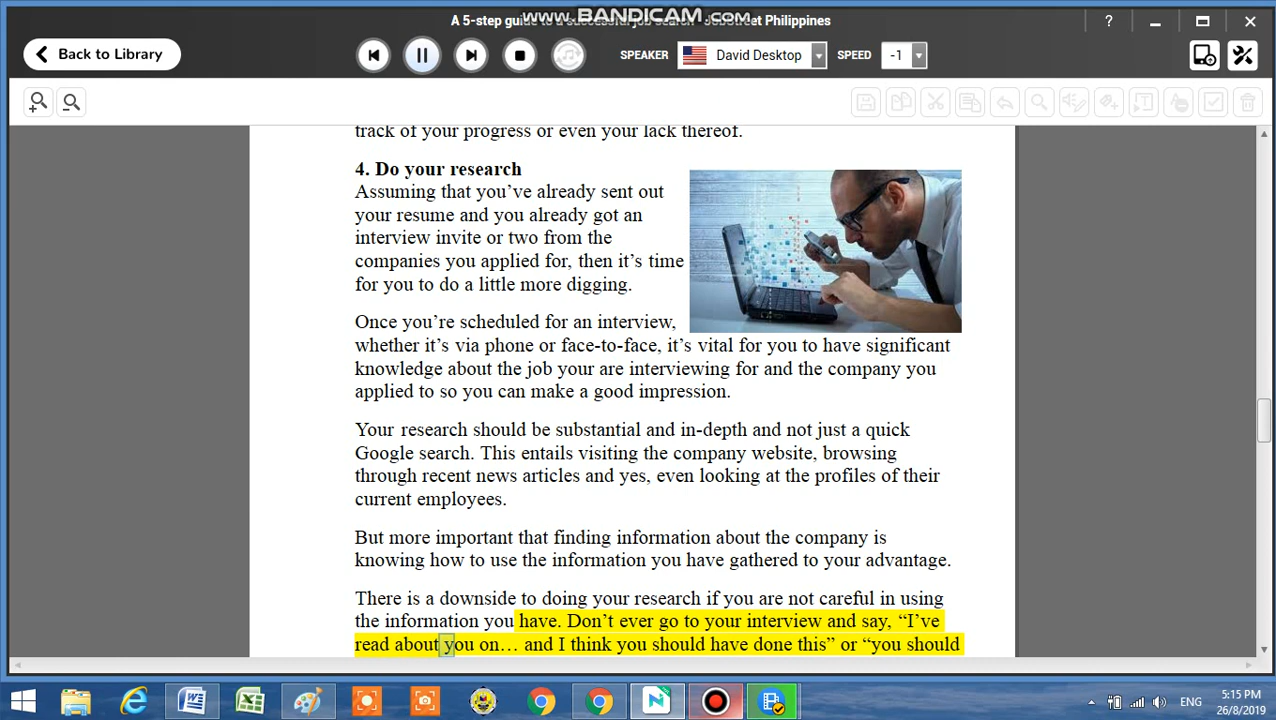 A 5-step guide to a successful job search - JobStreet Philippines
www.BANDICAM.com
Back to Library
SPEAKER
David Desktop
SPEED
-1
track of your progress or even your lack thereof.
4. Do your research
Assuming that you’ve already sent out
your resume and you already got an
interview invite or two from the
companies you applied for, then it’s time
for you to do a little more digging.
Once you’re scheduled for an interview,
whether it’s via phone or face-to-face, it’s vital for you to have significant
knowledge about the job your are interviewing for and the company you
applied to so you can make a good impression.
Your research should be substantial and in-depth and not just a quick
Google search. This entails visiting the company website, browsing
through recent news articles and yes, even looking at the profiles of their
current employees.
But more important that finding information about the company is
knowing how to use the information you have gathered to your advantage.
There is a downside to doing your research if you are not careful in using
the information you have. Don’t ever go to your interview and say, “I’ve
read about you on… and I think you should have done this” or “you should
ENG
5:15 PM
26/8/2019